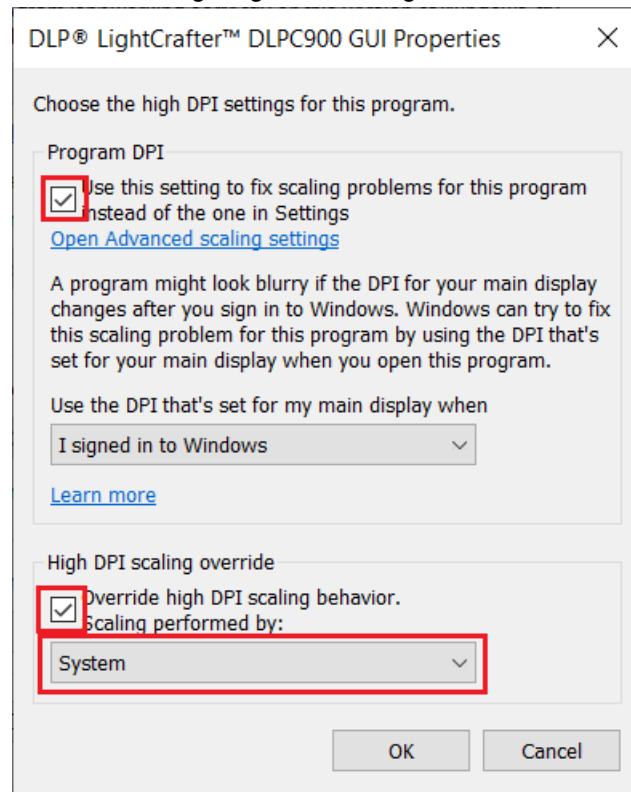 DLP® LightCrafter™ DLPC900 GUI Properties
Choose the high DPI settings for this program.
Program DPI
Use this setting to fix scaling problems for this program
instead of the one in Settings
Open Advanced scaling settings
A program might look blurry if the DPI for your main display
changes after you sign in to Windows. Windows can try to fix
this scaling problem for this program by using the DPI that's
set for your main display when you open this program.
Use the DPI that's set for my main display when
I signed in to Windows
Learn more
High DPI scaling override
Override high DPI scaling behavior.
Scaling performed by:
System
OK Cancel